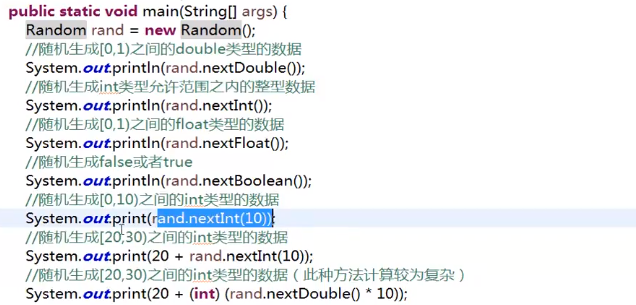 public static void main(String[] args) {
Random rand = new Random();
//随机生成[0,1)之间的double类型的数据
System.out.println(rand.nextDouble());
//随机生成int类型允许范围之内的整型数据
System.out.println(rand.nextInt());
//随机生成[0,1)之间的float类型的数据
System.out.println(rand.nextFloat());
//随机生成false或者true
System.out.println(rand.nextBoolean());
//随机生成[0,10)之间的int类型的数据
System.out.print(rand.nextInt(10));
//随机生成[20,30)之间的int类型的数据
System.out.print(20 + rand.nextInt(10));
//随机生成[20,30)之间的int类型的数据（此种方法计算较为复杂）
System.out.print(20 + (int) (rand.nextDouble() * 10));